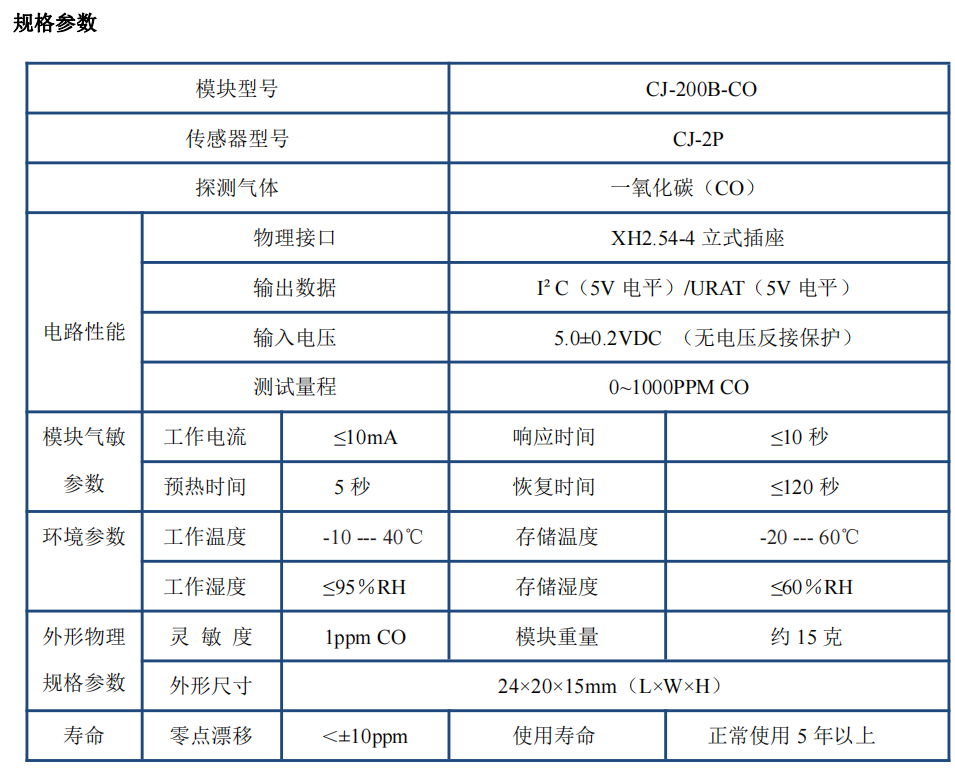 规格参数
模块型号 CJ-200B-CO
传感器型号 CJ-2P
探测气体 一氧化碳（CO）
电路性能
物理接口 XH2.54-4 立式插座
输出数据 I² C（5V 电平）/URAT（5V 电平）
输入电压 5.0±0.2VDC （无电压反接保护）
测试量程 0~1000PPM CO
模块气敏
参数
工作电流 ≤10mA 响应时间 ≤10 秒
预热时间 5 秒 恢复时间 ≤120 秒
环境参数 工作温度 -10 --- 40℃ 存储温度 -20 --- 60℃
工作湿度 ≤95%RH 存储湿度 ≤60%RH
外形物理
规格参数
灵 敏 度 1ppm CO 模块重量 约 15 克
外形尺寸 24×20×15mm（L×W×H）
寿命 零点漂移 ＜±10ppm 使用寿命 正常使用 5 年以上